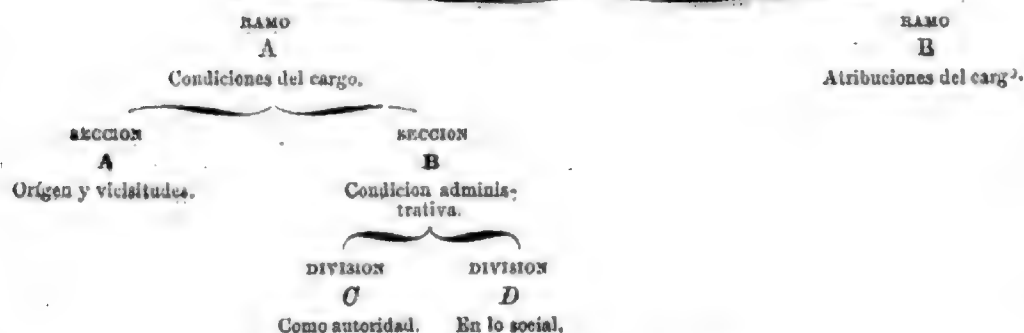 RAMO
A
Condiciones del cargo.
RAMO
B
Atribuciones del cargo.
SECCION
A
Orígen y vicisitudes.
SECCION
B
Condicion adminis-
trativa.
DIVISION
C
Como autoridad.
DIVISION
D
En lo social.